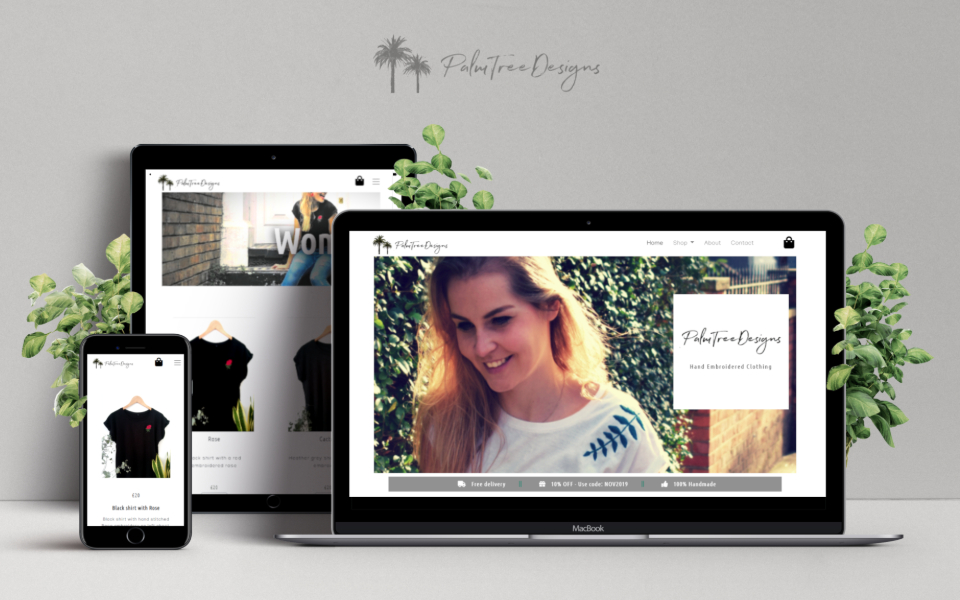 PalmTreeDesigns
PalmTreeDesigns
Wom
Rose
black shirt with a red
embroidered rose
£20
PalmTreeDesigns
£20
Black shirt with Rose
Black shirt with hand stitched
PalmTreeDesigns
Home Shop About Contact
PalmTreeDesigns
Hand Embroidered Clothing
Free delivery
10% OFF - Use code: NOV2019
100% Handmade
MacBook